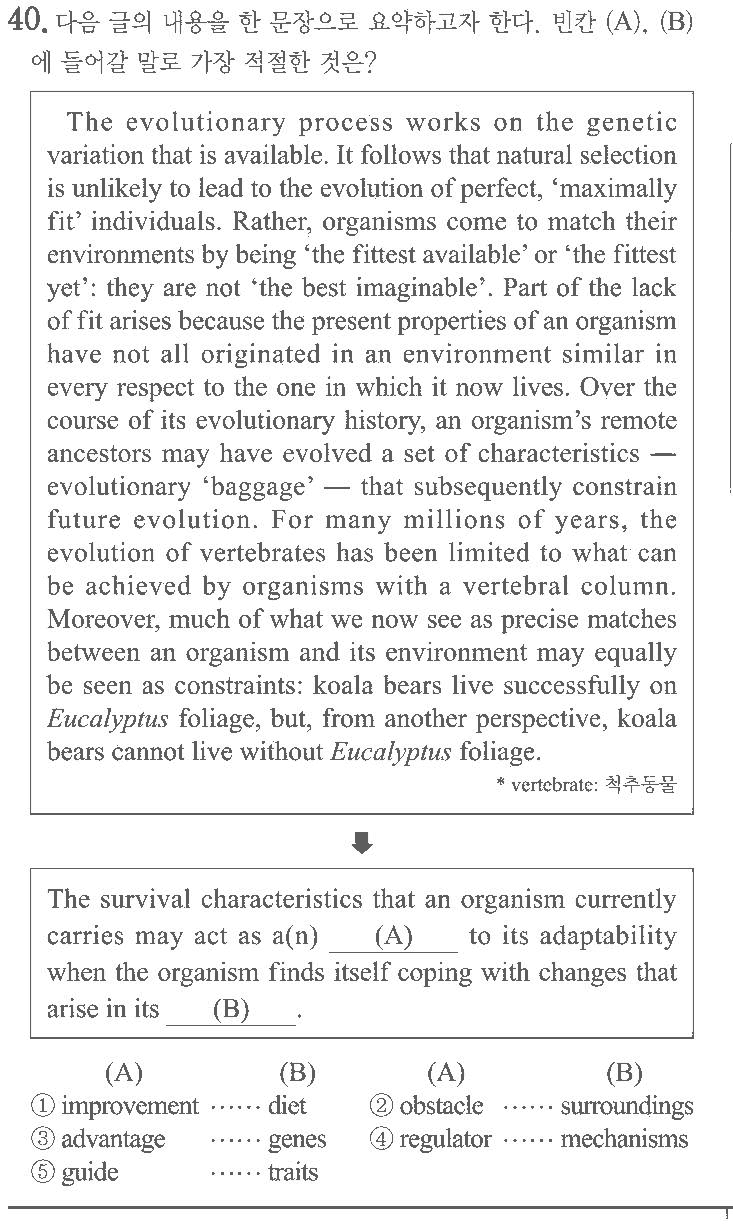 40. 다음 글의 내용을 한 문장으로 요약하고자 한다. 빈칸 (A), (B)
에 들어갈 말로 가장 적절한 것은?
The evolutionary process works on the genetic
variation that is available. It follows that natural selection
is unlikely to lead to the evolution of perfect, ‘maximally
fit’ individuals. Rather, organisms come to match their
environments by being ‘the fittest available’ or ‘the fittest
yet’: they are not ‘the best imaginable’. Part of the lack
of fit arises because the present properties of an organism
have not all originated in an environment similar in
every respect to the one in which it now lives. Over the
course of its evolutionary history, an organism’s remote
ancestors may have evolved a set of characteristics —
evolutionary ‘baggage’ — that subsequently constrain
future evolution. For many millions of years, the
evolution of vertebrates has been limited to what can
be achieved by organisms with a vertebral column.
Moreover, much of what we now see as precise matches
between an organism and its environment may equally
be seen as constraints: koala bears live successfully on
Eucalyptus foliage, but, from another perspective, koala
bears cannot live without Eucalyptus foliage.
* vertebrate: 척추동물
The survival characteristics that an organism currently
carries may act as a(n) (A) to its adaptability
when the organism finds itself coping with changes that
arise in its (B).
(A) (B) (A) (B)
① improvement …… diet ② obstacle …… surroundings
③ advantage …… genes ④ regulator …… mechanisms
⑤ guide …… traits